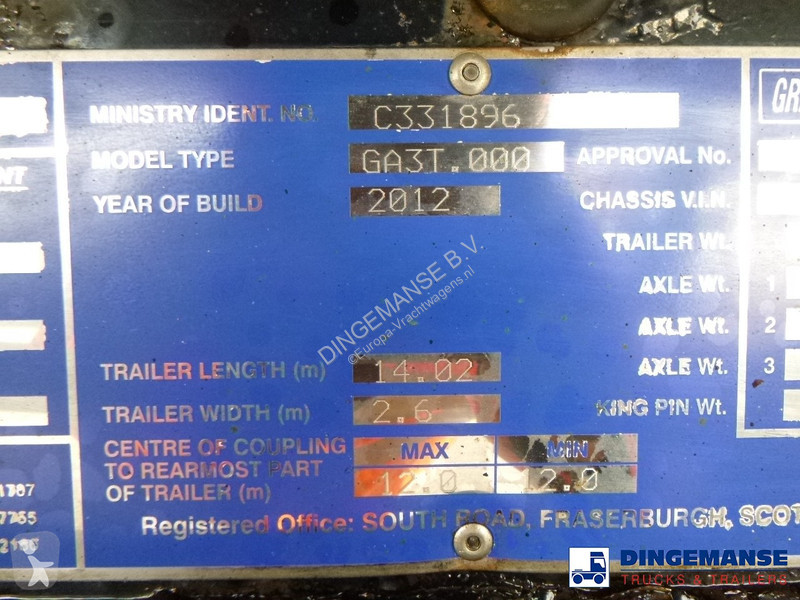 GR
MINISTRY IDENT. NO. C331896
MODEL TYPE GA3T.000 APPROVAL No.
NT
YEAR OF BUILD 2012 CHASSIS V.I.N.
TRAILER Wt.
AXLE Wt. 1
AXLE Wt. 2
AXLE Wt. 3
DINGEMANSE B.V.
©Europa-Vrachtwagens.nl
TRAILER LENGTH (m) 14.02
TRAILER WIDTH (m) 2.6 KING PIN Wt.
CENTRE OF COUPLING MAX MIN
TO REARMOST PART
OF TRAILER (m) 12.0 12.0
Registered Office: SOUTH ROAD, FRASERBURGH, SCOT
DINGEMANSE
TRUCKS & TRAILERS